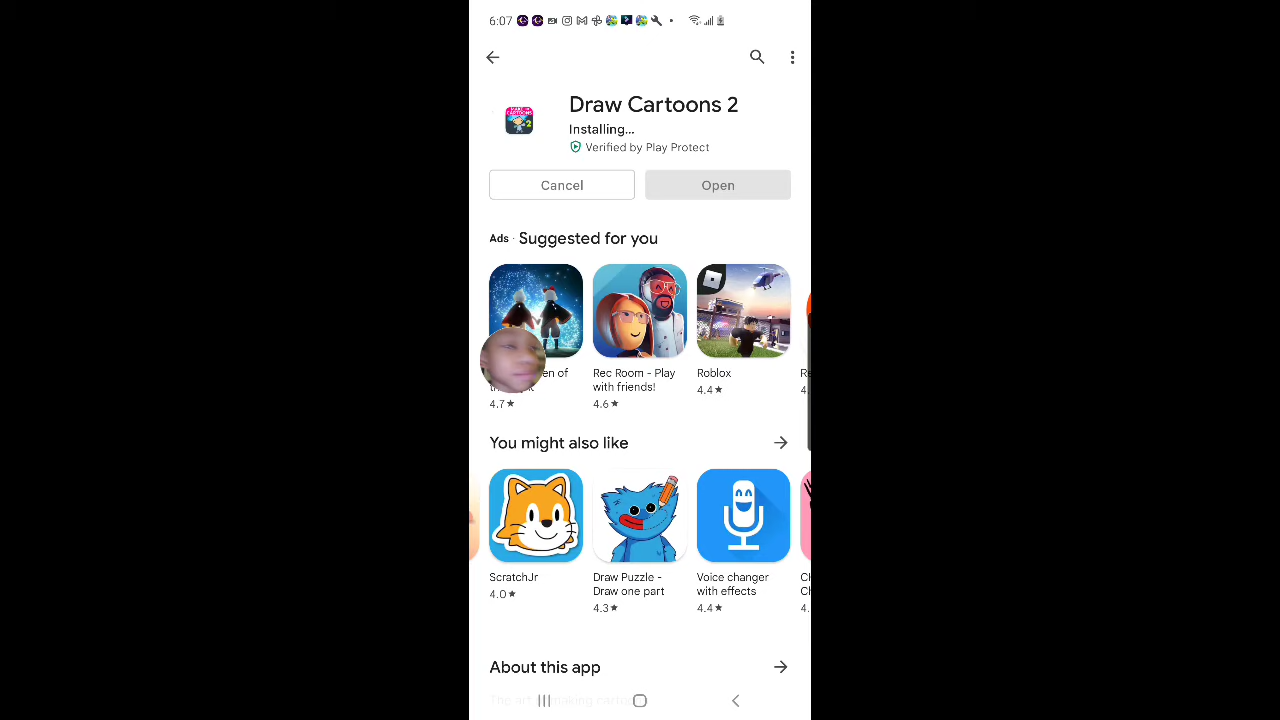 6:07
Draw Cartoons 2
Installing...
Verified by Play Protect
Cancel
Open
Ads · Suggested for you
en of
Rec Room - Play
with friends!
Roblox
4.7★
4.6★
4.4★
You might also like
ScratchJr
4.0★
Draw Puzzle -
Draw one part
4.3★
Voice changer
with effects
4.4★
About this app